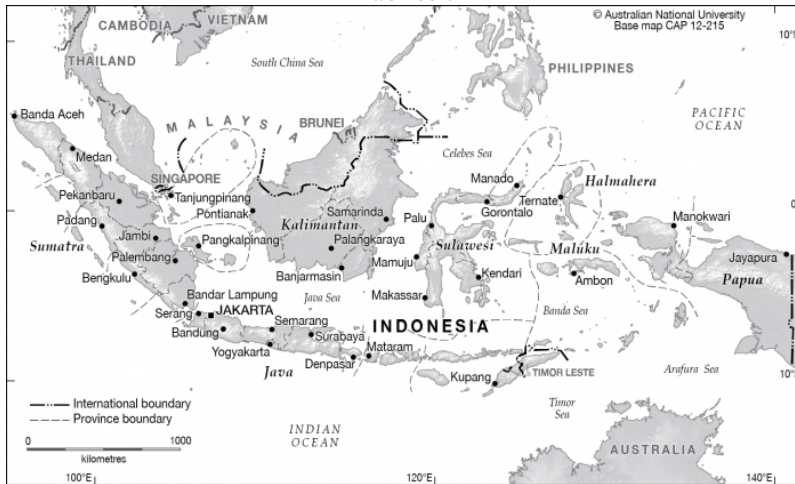 © Australian National University
Base map CAP 12-215
10°
CAMBODIA
VIETNAM
THAILAND
South China Sea
PHILIPPINES
PACIFIC
OCEAN
Banda Aceh
MALAYSIA
BRUNEI
Celebes Sea
Medan
SINGAPORE
Manado
Halmahera
Pekanbaru
Tanjungpinang
Pontianak
Samarinda
Gorontalo
Ternate
0
Padang
Kalimantan
Palu
Manokwari
Sumatra
Jambi
Pangkalpinang
Palangkaraya
Sulawesi
Maluku
Palembang
Mamuju
Jayapura
Bengkulu
Banjarmasin
Kendari
Ambon
Papua
Bandar Lampung
Java Sea
Makassar
Serang
JAKARTA
Semarang
INDONESIA
Banda Sea
Bandung
Surabaya
Yogyakarta
Mataram
Java
Denpasar
Kupang
TIMOR LESTE
Arafura Sea
10°
International boundary
Province boundary
Timor
Sea
INDIAN
OCEAN
AUSTRALIA
0
1000
kilometres
100°E
120°E
140°E